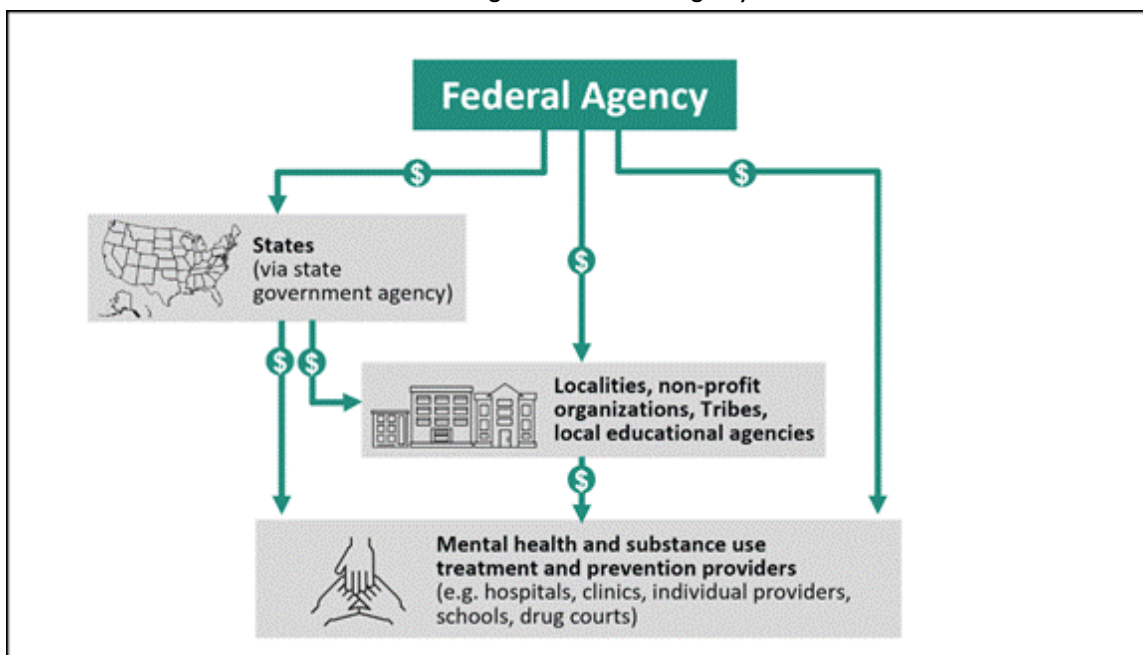 Federal Agency
$
$
States
(via state
government agency)
$
$
$
Localities, non-profit
organizations, Tribes,
local educational agencies
$
Mental health and substance use
treatment and prevention providers
(e.g. hospitals, clinics, individual providers,
schools, drug courts)